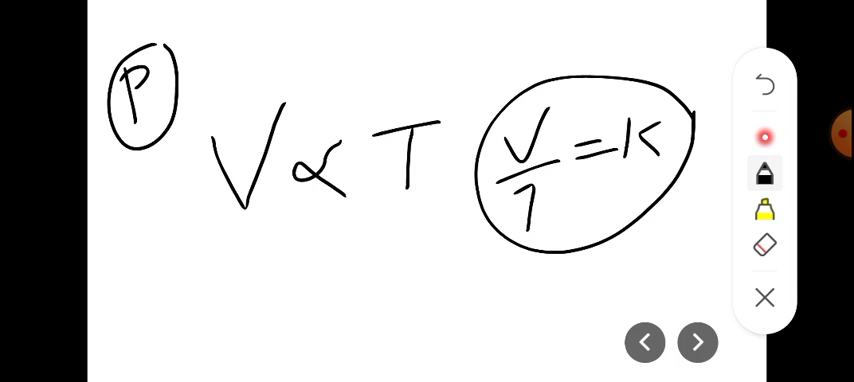 P
V ∝ T
V/T = K